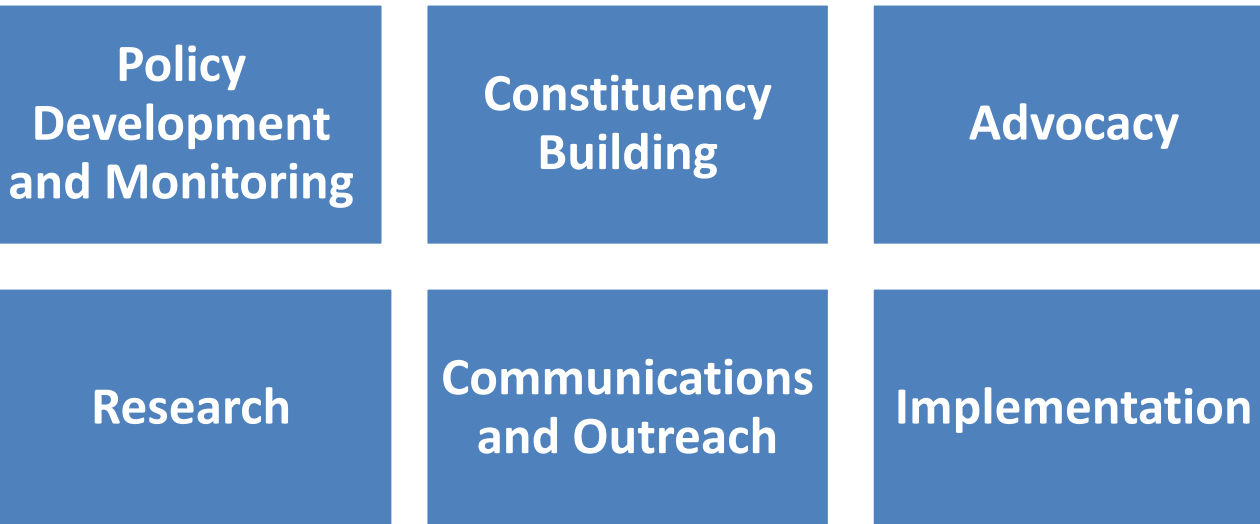 Policy
Development
and Monitoring
Constituency
Building
Advocacy
Research
Communications
and Outreach
Implementation